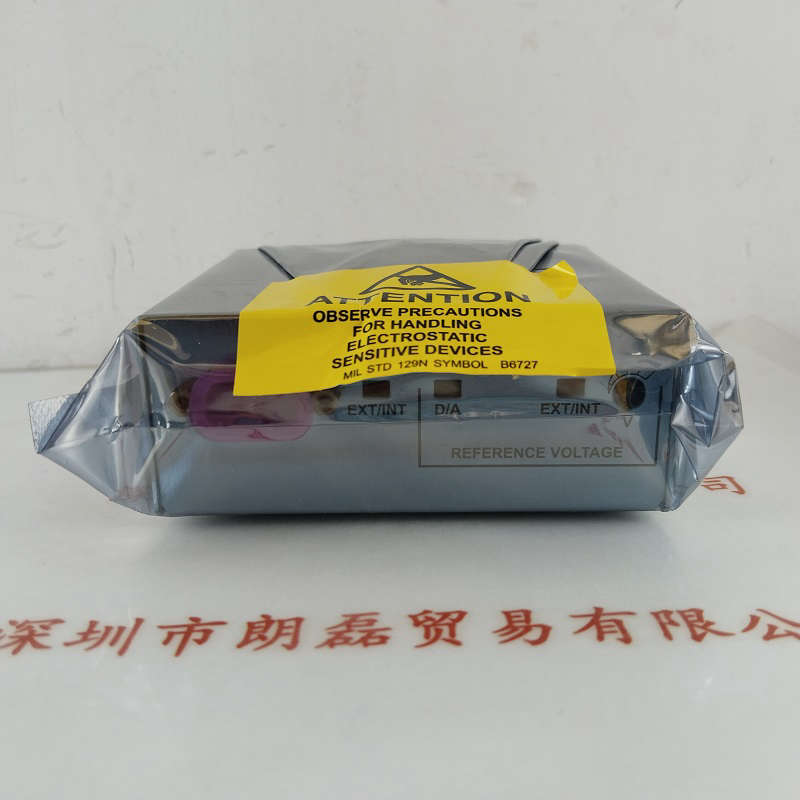 ATTENTION
OBSERVE PRECAUTIONS
FOR HANDLING
ELECTROSTATIC
SENSITIVE DEVICES
MIL STD 129N SYMBOL B6727
EXT/INT D/A EXT/INT
REFERENCE VOLTAGE
司
深圳市朗磊贸易有限公